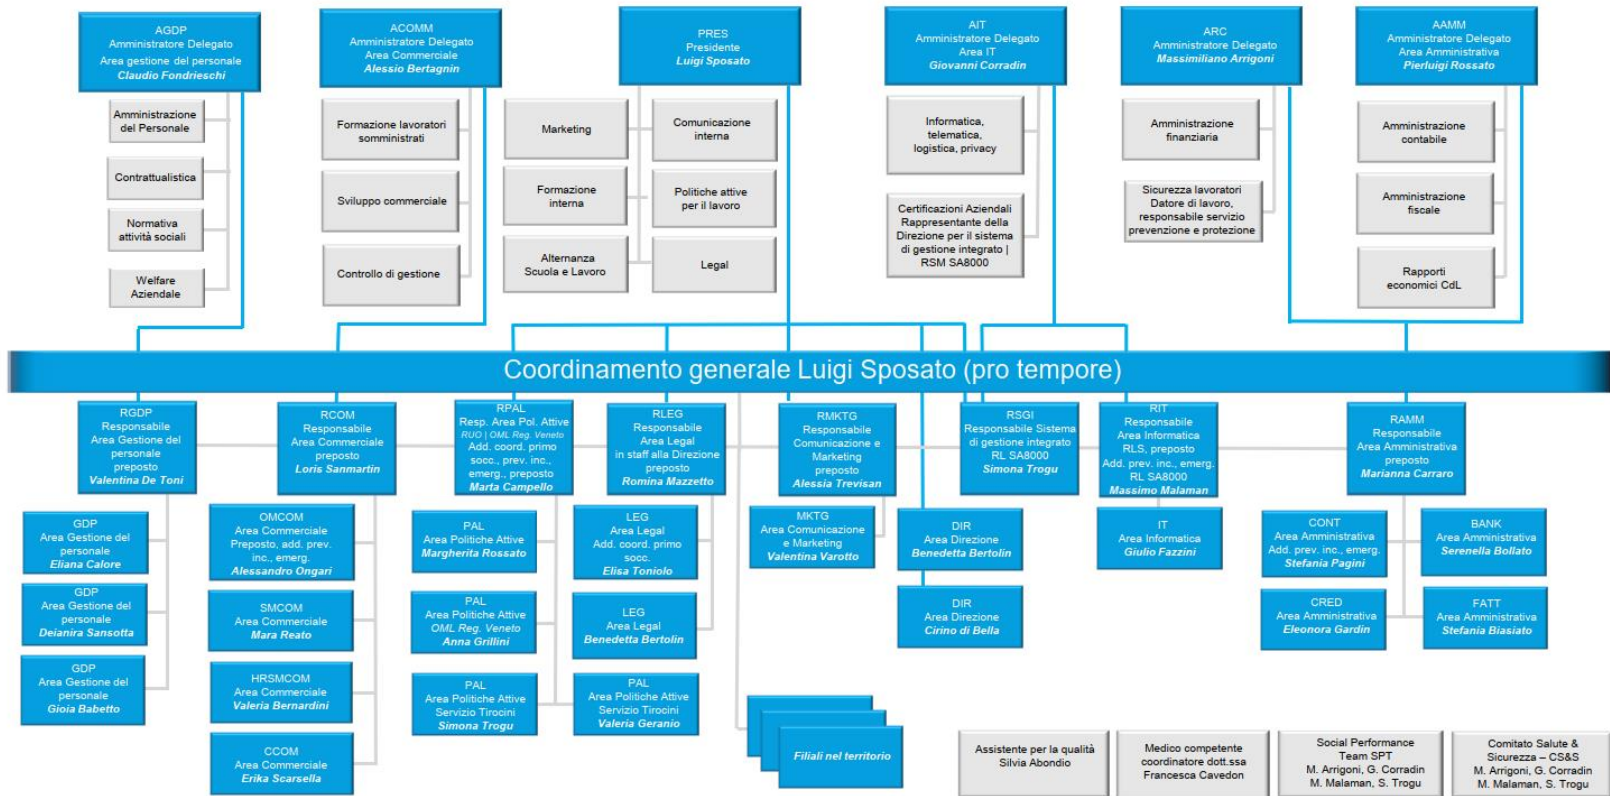 AGDP
Amministratore Delegato
Area gestione del personale
Claudio Fondrieschi
Amministrazione
del Personale
Contrattualistica
Normativa
attività sociali
Welfare
Aziendale
ACOMM
Amministratore Delegato
Area Commerciale
Alessio Bertagnin
Formazione lavoratori
somministrati
Sviluppo commerciale
Controllo di gestione
PRES
Presidente
Luigi Sposato
Marketing
Comunicazione
interna
Formazione
interna
Politiche attive
per il lavoro
Alternanza
Scuola e Lavoro
Legal
AIT
Amministratore Delegato
Area IT
Giovanni Corradin
Informatica,
telematica,
logistica, privacy
Certificazioni Aziendali
Rappresentante della
Direzione per il sistema
di gestione integrato |
RSM SA8000
ARC
Amministratore Delegato
Massimiliano Arrigoni
Amministrazione
finanziaria
Sicurezza lavoratori
Datore di lavoro,
responsabile servizio
prevenzione e protezione
AAMM
Amministratore Delegato
Area Amministrativa
Pierluigi Rossato
Amministrazione
contabile
Amministrazione
fiscale
Rapporti
economici CdL
Coordinamento generale Luigi Sposato (pro tempore)
RGDP
Responsabile
Area Gestione del
personale
preposto
Valentina De Toni
GDP
Area Gestione del
personale
Eliana Calore
GDP
Area Gestione del
personale
Deianira Sansotta
GDP
Area Gestione del
personale
Gioia Babetto
RCOM
Responsabile
Area Commerciale
preposto
Loris Sanmartin
OMCOM
Area Commerciale
Preposto, add. prev.
inc., emerg.
Alessandro Ongari
SMCOM
Area Commerciale
Mara Reato
HRSMCOM
Area Commerciale
Valeria Bernardini
CCOM
Area Commerciale
Erika Scarsella
RPAL
Resp. Area Pol. Attive
RUO | OML Reg. Veneto
Add. coord. primo
socc., prev. inc.,
emerg., preposto
Marta Campello
PAL
Area Politiche Attive
Margherita Rossato
PAL
Area Politiche Attive
OML Reg. Veneto
Anna Grillini
PAL
Area Politiche Attive
Servizio Tirocini
Simona Trogu
RLEG
Responsabile
Area Legal
in staff alla Direzione
preposto
Romina Mazzetto
LEG
Area Legal
Add. coord. primo
socc.
Elisa Toniolo
LEG
Area Legal
Benedetta Bertolin
PAL
Area Politiche Attive
Servizio Tirocini
Valeria Geranio
RMKTG
Responsabile
Comunicazione e
Marketing
preposto
Alessia Trevisan
MKTG
Area Comunicazione
e Marketing
Valentina Varotto
DIR
Area Direzione
Benedetta Bertolin
DIR
Area Direzione
Cirino di Bella
RSGI
Responsabile Sistema
di gestione integrato
RL SA8000
Simona Trogu
RIT
Responsabile
Area Informatica
RLS, preposto
Add. prev. inc., emerg.
RL SA8000
Massimo Malaman
IT
Area Informatica
Giulio Fazzini
RAMM
Responsabile
Area Amministrativa
preposto
Marianna Carraro
CONT
Area Amministrativa
Add. prev. inc., emerg.
Stefania Pagini
BANK
Area Amministrativa
Serenella Bollato
CRED
Area Amministrativa
Eleonora Gardin
FATT
Area Amministrativa
Stefania Biasiato
Filiali nel territorio
Assistente per la qualità
Silvia Abondio
Medico competente
coordinatore dott.ssa
Francesca Cavedon
Social Performance
Team SPT
M. Arrigoni, G. Corradin
M. Malaman, S. Trogu
Comitato Salute &
Sicurezza – CS&S
M. Arrigoni, G. Corradin
M. Malaman, S. Trogu